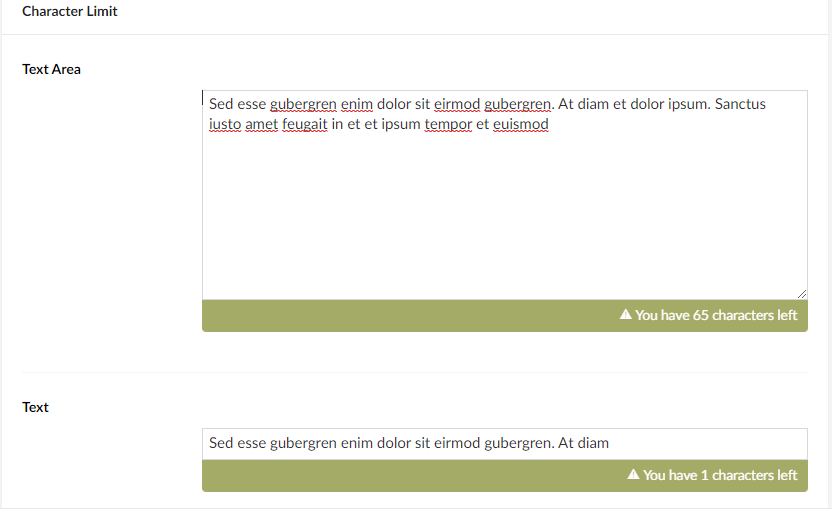 Character Limit
Text Area
Sed esse gubergren enim dolor sit eirmod gubergren. At diam et dolor ipsum. Sanctus
iusto amet feugait in et et ipsum tempor et euismod
You have 65 characters left
Text
Sed esse gubergren enim dolor sit eirmod gubergren. At diam
You have 1 characters left